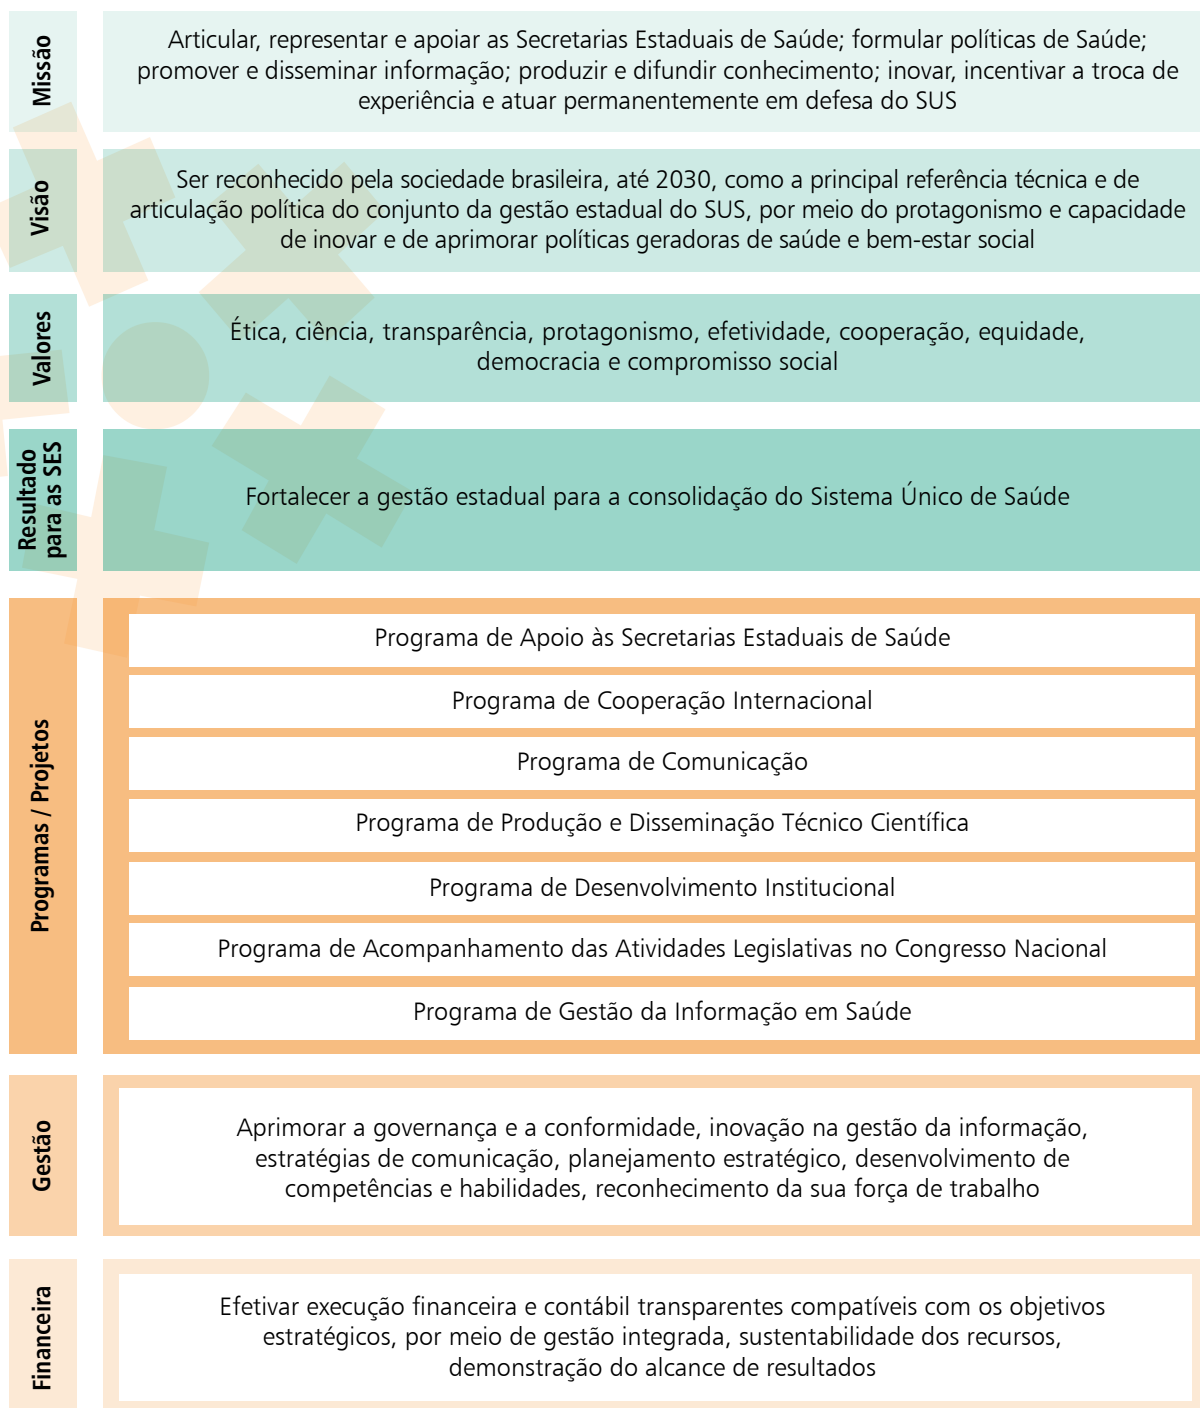 Missão
Articular, representar e apoiar as Secretarias Estaduais de Saúde; formular políticas de Saúde;
promover e disseminar informação; produzir e difundir conhecimento; inovar, incentivar a troca de
experiência e atuar permanentemente em defesa do SUS
Visão
Ser reconhecido pela sociedade brasileira, até 2030, como a principal referência técnica e de
articulação política do conjunto da gestão estadual do SUS, por meio do protagonismo e capacidade
de inovar e de aprimorar políticas geradoras de saúde e bem-estar social
Valores
Ética, ciência, transparência, protagonismo, efetividade, cooperação, equidade,
democracia e compromisso social
Resultado
para as SES
Fortalecer a gestão estadual para a consolidação do Sistema Único de Saúde
Programas / Projetos
Programa de Apoio às Secretarias Estaduais de Saúde
Programa de Cooperação Internacional
Programa de Comunicação
Programa de Produção e Disseminação Técnico Científica
Programa de Desenvolvimento Institucional
Programa de Acompanhamento das Atividades Legislativas no Congresso Nacional
Programa de Gestão da Informação em Saúde
Gestão
Aprimorar a governança e a conformidade, inovação na gestão da informação,
estratégias de comunicação, planejamento estratégico, desenvolvimento de
competências e habilidades, reconhecimento da sua força de trabalho
Financeira
Efetivar execução financeira e contábil transparentes compatíveis com os objetivos
estratégicos, por meio de gestão integrada, sustentabilidade dos recursos,
demonstração do alcance de resultados